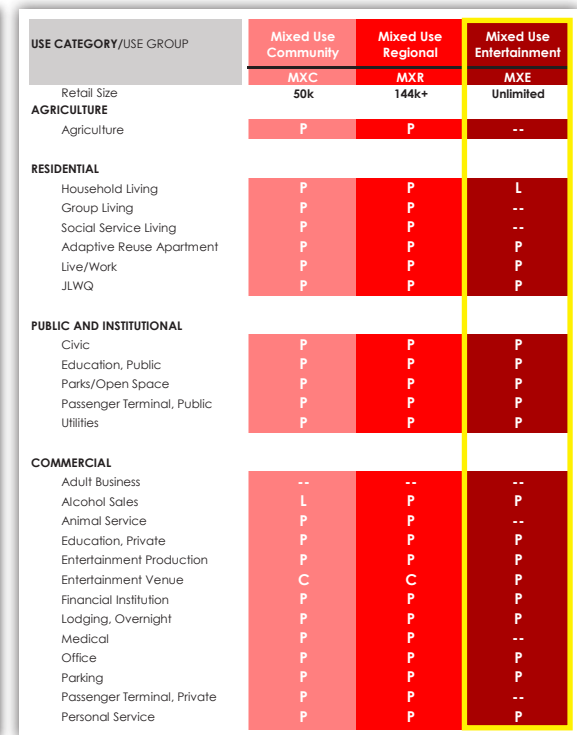 USE CATEGORY/USE GROUP Mixed Use Community Mixed Use Regional Mixed Use Entertainment
MXC MXR MXE
Retail Size 50k 144k+ Unlimited
AGRICULTURE
Agriculture P P --
RESIDENTIAL
Household Living P P L
Group Living P P --
Social Service Living P P --
Adaptive Reuse Apartment P P P
Live/Work P P P
JLWQ P P P
PUBLIC AND INSTITUTIONAL
Civic P P P
Education, Public P P P
Parks/Open Space P P P
Passenger Terminal, Public P P P
Utilities P P P
COMMERCIAL
Adult Business -- -- --
Alcohol Sales L P P
Animal Service P P --
Education, Private P P P
Entertainment Production P P P
Entertainment Venue C C P
Financial Institution P P P
Lodging, Overnight P P P
Medical P P --
Office P P P
Parking P P P
Passenger Terminal, Private P P --
Personal Service P P P